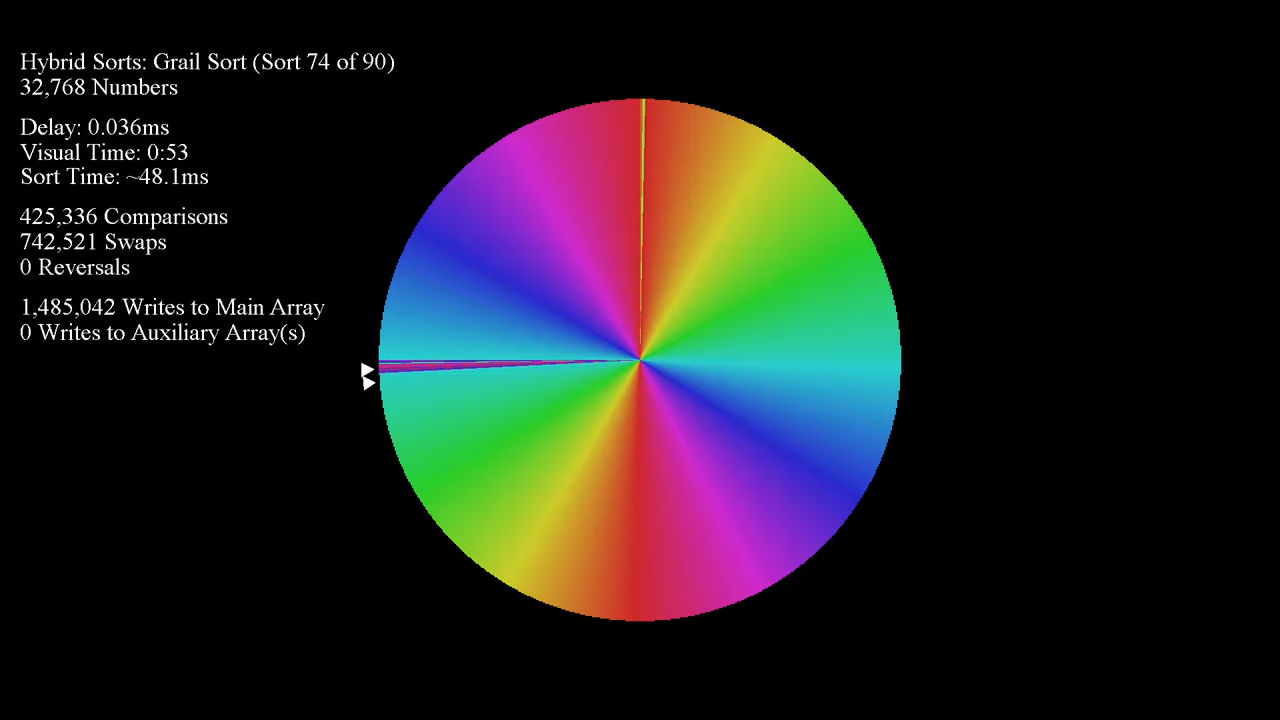 Hybrid Sorts: Grail Sort (Sort 74 of 90)
32,768 Numbers
Delay: 0.036ms
Visual Time: 0:53
Sort Time: ~48.1ms
425,336 Comparisons
742,521 Swaps
0 Reversals
1,485,042 Writes to Main Array
0 Writes to Auxiliary Array(s)